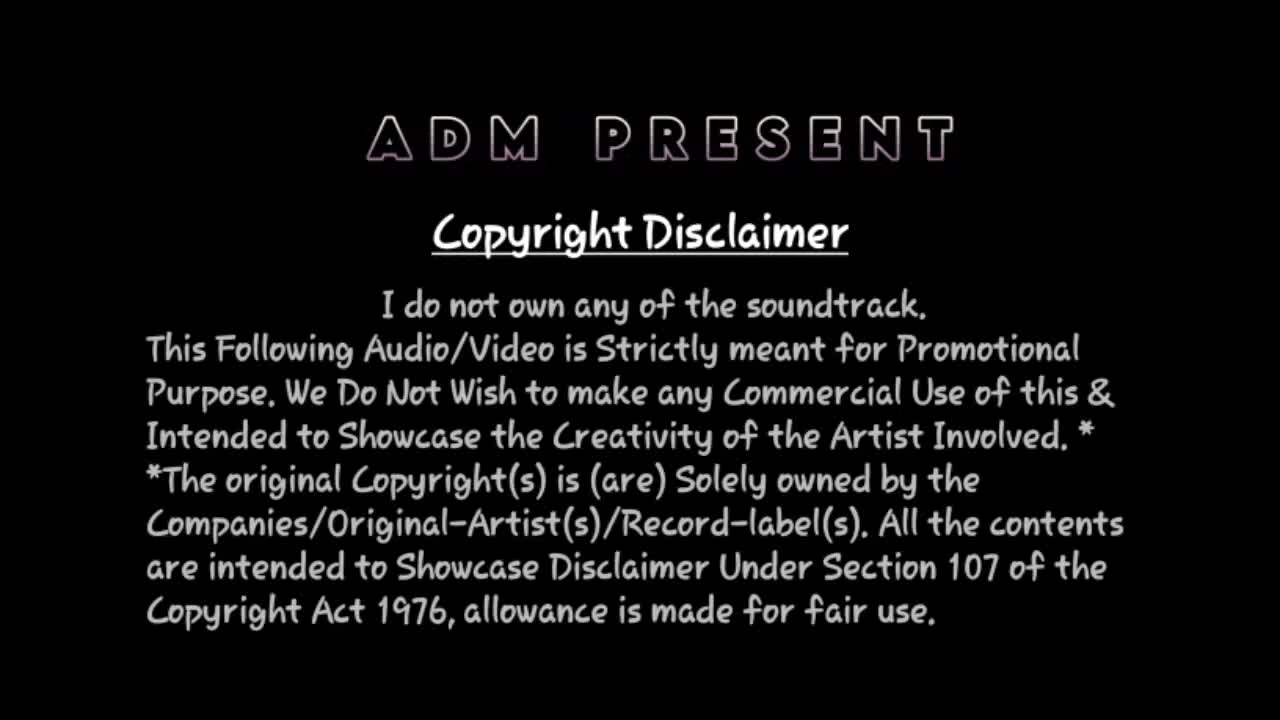 ADM PRESENT
Copyright Disclaimer
I do not own any of the soundtrack.
This Following Audio/Video is Strictly meant for Promotional
Purpose. We Do Not Wish to make any Commercial Use of this &
Intended to Showcase the Creativity of the Artist Involved. *
*The original Copyright(s) is (are) Solely owned by the
Companies/Original-Artist(s)/Record-label(s). All the contents
are intended to Showcase Disclaimer Under Section 107 of the
Copyright Act 1976, allowance is made for fair use.